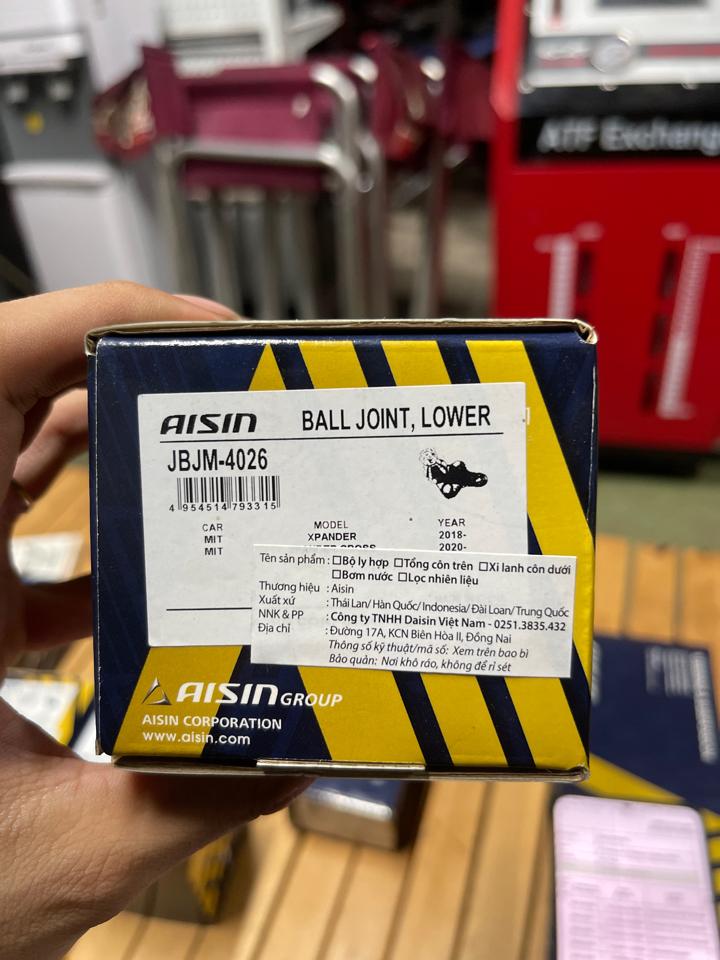 ATF Exchang
AISIN BALL JOINT, LOWER
JBJM-4026
4 954514 793315
CAR MODEL YEAR
MIT XPANDER 2018-
MIT CROSS 2020-
Tên sản phẩm : ☐Bộ ly hợp ☐Tổng côn trên ☐Xi lanh côn dưới
☐Bơm nước ☐Lọc nhiên liệu
Thương hiệu : Aisin
Xuất xứ : Thái Lan/ Hàn Quốc/ Indonesia/ Đài Loan/ Trung Quốc
NNK & PP : Công ty TNHH Daisin Việt Nam - 0251.3835.432
Địa chỉ : Đường 17A, KCN Biên Hòa II, Đồng Nai
Thông số kỹ thuật/mã số: Xem trên bao bì
Bảo quản: Nơi khô ráo, không để rỉ sét
AISIN GROUP
AISIN CORPORATION
www.aisin.com